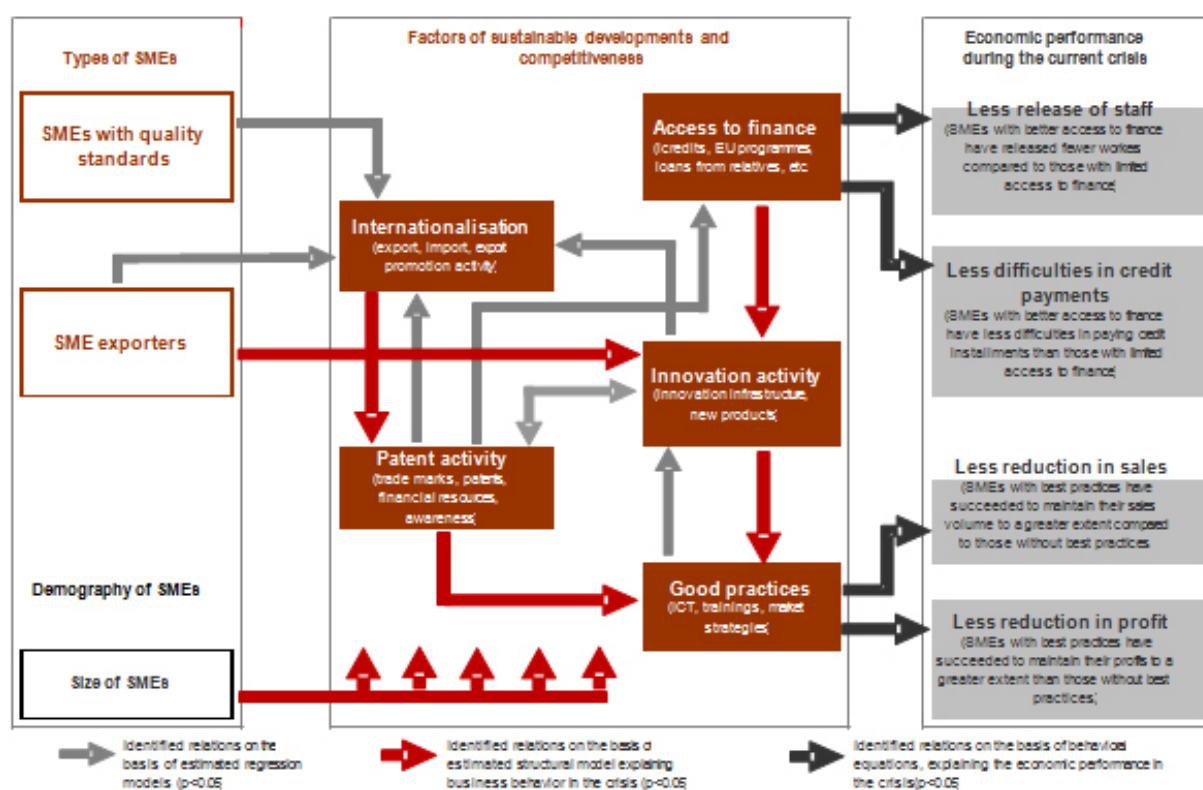 Types of SMEs
SMEs with quality
standards
SME exporters
Demography of SMEs
Size of SMEs
Factors of sustainable developments and
competitiveness
Access to finance
(credits, EU programmes,
loans from relatives, etc.
Internationalisation
(export, import, expot
promotion activity)
Innovation activity
(innovation infrastructure,
new products)
Patent activity
(trade marks, patents,
financial resources,
awareness)
Good practices
(ICT, trainings, market
strategies)
Economic performance
during the current crisis
Less release of staff
(SMEs with better access to finance
have released fewer workes
compared to those with limited
access to finance)
Less difficulties in credit
payments
(SMEs with better access to finance
have less difficulties in paying credit
installments than those with limited
access to finance)
Less reduction in sales
(SMEs with best practices have
succeeded to maintain their sales
volume to a greater extent compared
to those without best practices
Less reduction in profit
(SMEs with best practices have
succeeded to maintain their profits to a
greater extent than those without best
practices)
Identified relations on the
basis of estimated regression
models (p<0.05)
Identified relations on the basis of
estimated structural model explaining
business behavior in the crisis (p<0.05)
Identified relations on the basis of behavioral
equations, explaining the economic performance in
the crisis(p<0.05)